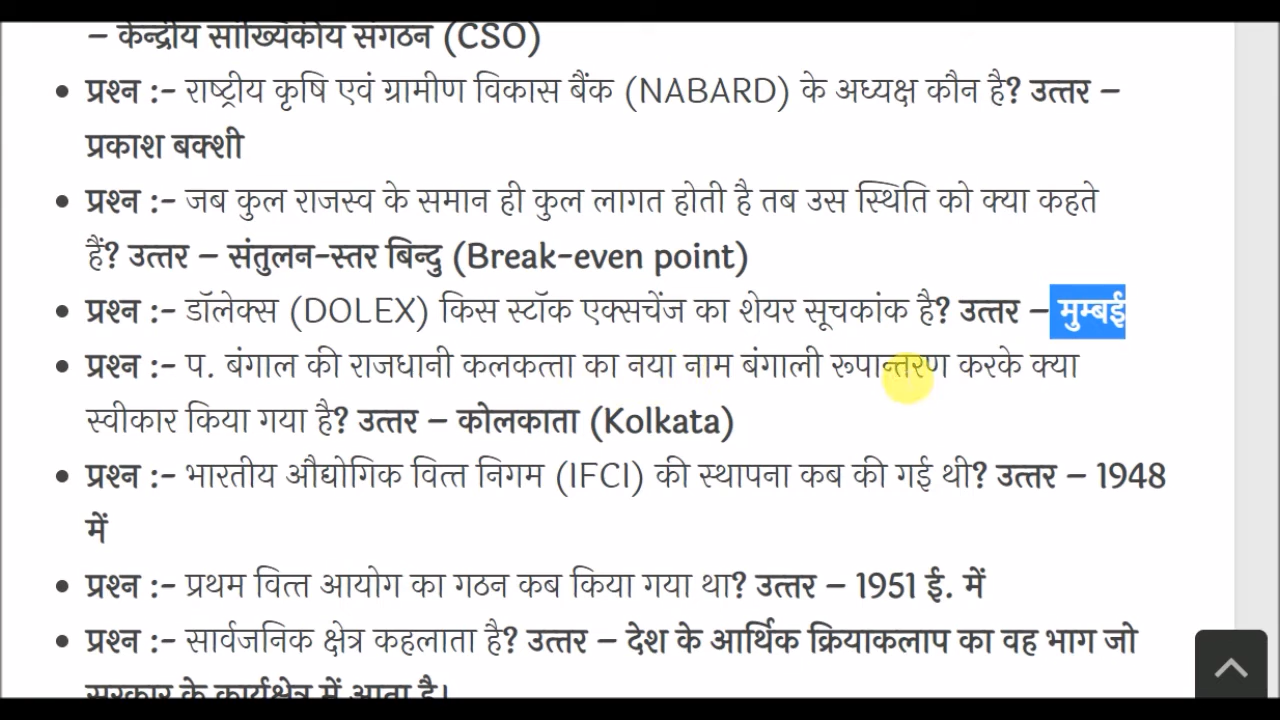 – केन्द्रीय सांख्यिकीय संगठन (CSO)
प्रश्न :- राष्ट्रीय कृषि एवं ग्रामीण विकास बैंक (NABARD) के अध्यक्ष कौन है? उत्तर –
प्रकाश बक्शी
प्रश्न :- जब कुल राजस्व के समान ही कुल लागत होती है तब उस स्थिति को क्या कहते
हैं? उत्तर – संतुलन-स्तर बिन्दु (Break-even point)
प्रश्न :- डॉलेक्स (DOLEX) किस स्टॉक एक्सचेंज का शेयर सूचकांक है? उत्तर – मुम्बई
प्रश्न :- प. बंगाल की राजधानी कलकत्ता का नया नाम बंगाली रूपान्तरण करके क्या
स्वीकार किया गया है? उत्तर – कोलकाता (Kolkata)
प्रश्न :- भारतीय औद्योगिक वित्त निगम (IFCI) की स्थापना कब की गई थी? उत्तर – 1948
में
प्रश्न :- प्रथम वित्त आयोग का गठन कब किया गया था? उत्तर – 1951 ई. में
प्रश्न :- सार्वजनिक क्षेत्र कहलाता है? उत्तर – देश के आर्थिक क्रियाकलाप का वह भाग जो
सरकार के कार्यक्षेत्र में आता है।